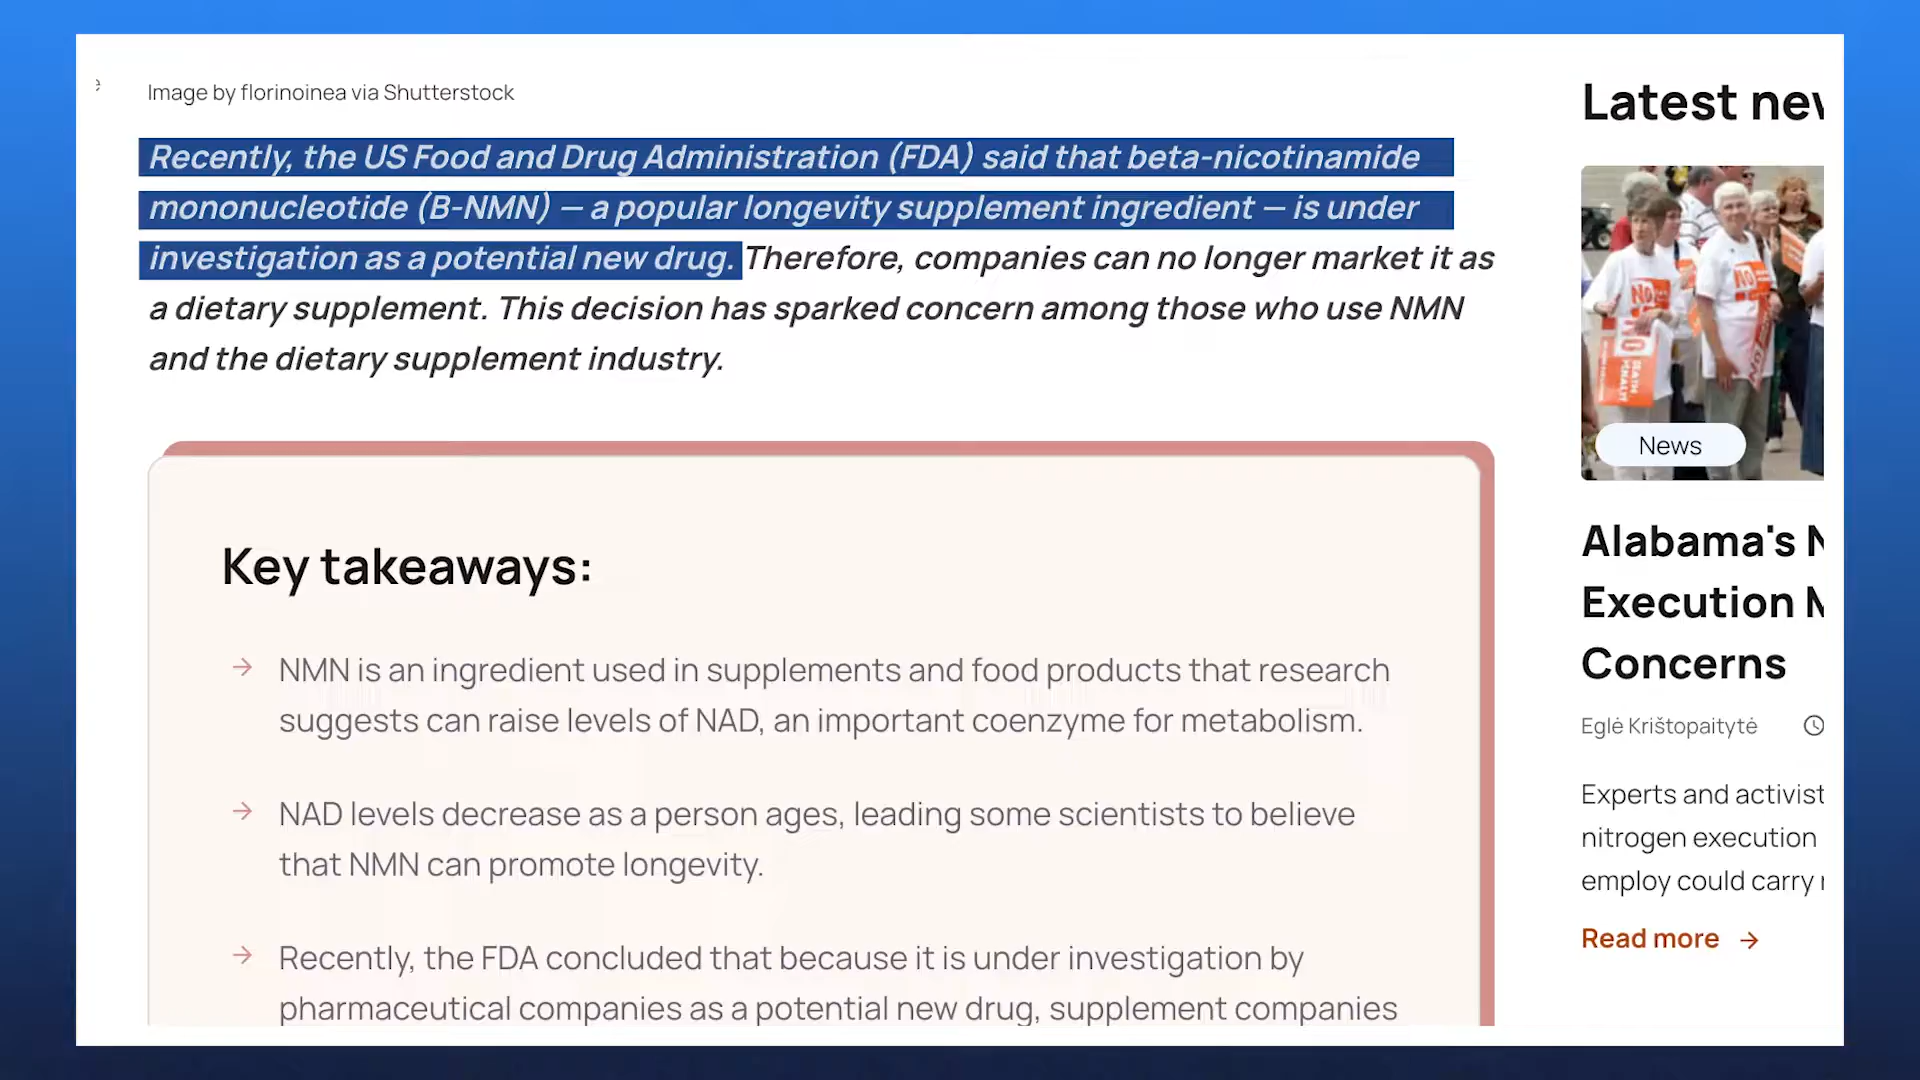 Image by florinoinea via Shutterstock
Recently, the US Food and Drug Administration (FDA) said that beta-nicotinamide
mononucleotide (B-NMN) – a popular longevity supplement ingredient – is under
investigation as a potential new drug. Therefore, companies can no longer market it as
a dietary supplement. This decision has sparked concern among those who use NMN
and the dietary supplement industry.
Key takeaways:
NMN is an ingredient used in supplements and food products that research
suggests can raise levels of NAD, an important coenzyme for metabolism.
NAD levels decrease as a person ages, leading some scientists to believe
that NMN can promote longevity.
Recently, the FDA concluded that because it is under investigation by
pharmaceutical companies as a potential new drug, supplement companies
Latest
NO
NO
News
Alabama's
Execution
Concerns
Eglė Krištopaitytė
Experts and activist
nitrogen execution
employ could carry
Read more